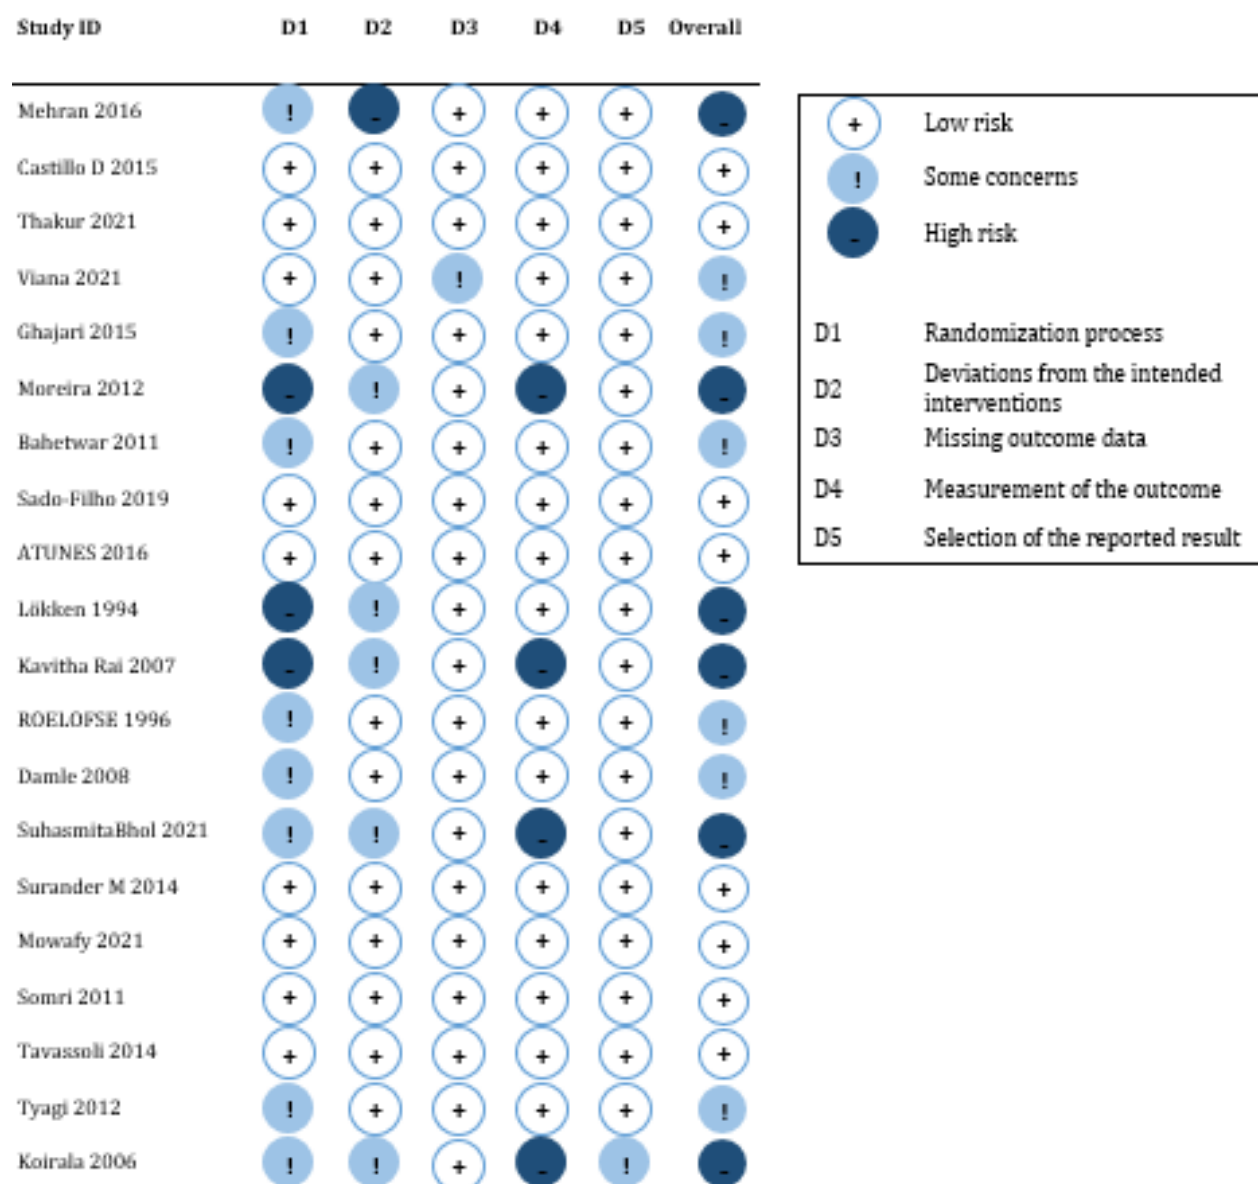 Study ID D1 D2 D3 D4 D5 Overall
Mehran 2016 ! - + + + -
Castillo D 2015 + + + + + +
Thakur 2021 + + + + + +
Viana 2021 + + ! + + !
Ghajari 2015 ! + + + + !
Moreira 2012 - ! + - + -
Bahetwar 2011 ! + + + + !
Sado-Filho 2019 + + + + + +
ATUNES 2016 + + + + + +
Lökken 1994 - ! + + + -
Kavitha Rai 2007 - ! + - + -
ROELOFSE 1996 ! + + + + !
Damle 2008 ! + + + + !
SuhasmitaBhol 2021 ! ! + - + -
Surander M 2014 + + + + + +
Mowafy 2021 + + + + + +
Somri 2011 + + + + + +
Tavassoli 2014 + + + + + +
Tyagi 2012 ! + + + + !
Koirala 2006 ! ! + - ! -
+ Low risk
! Some concerns
- High risk
D1 Randomization process
D2 Deviations from the intended
interventions
D3 Missing outcome data
D4 Measurement of the outcome
D5 Selection of the reported result